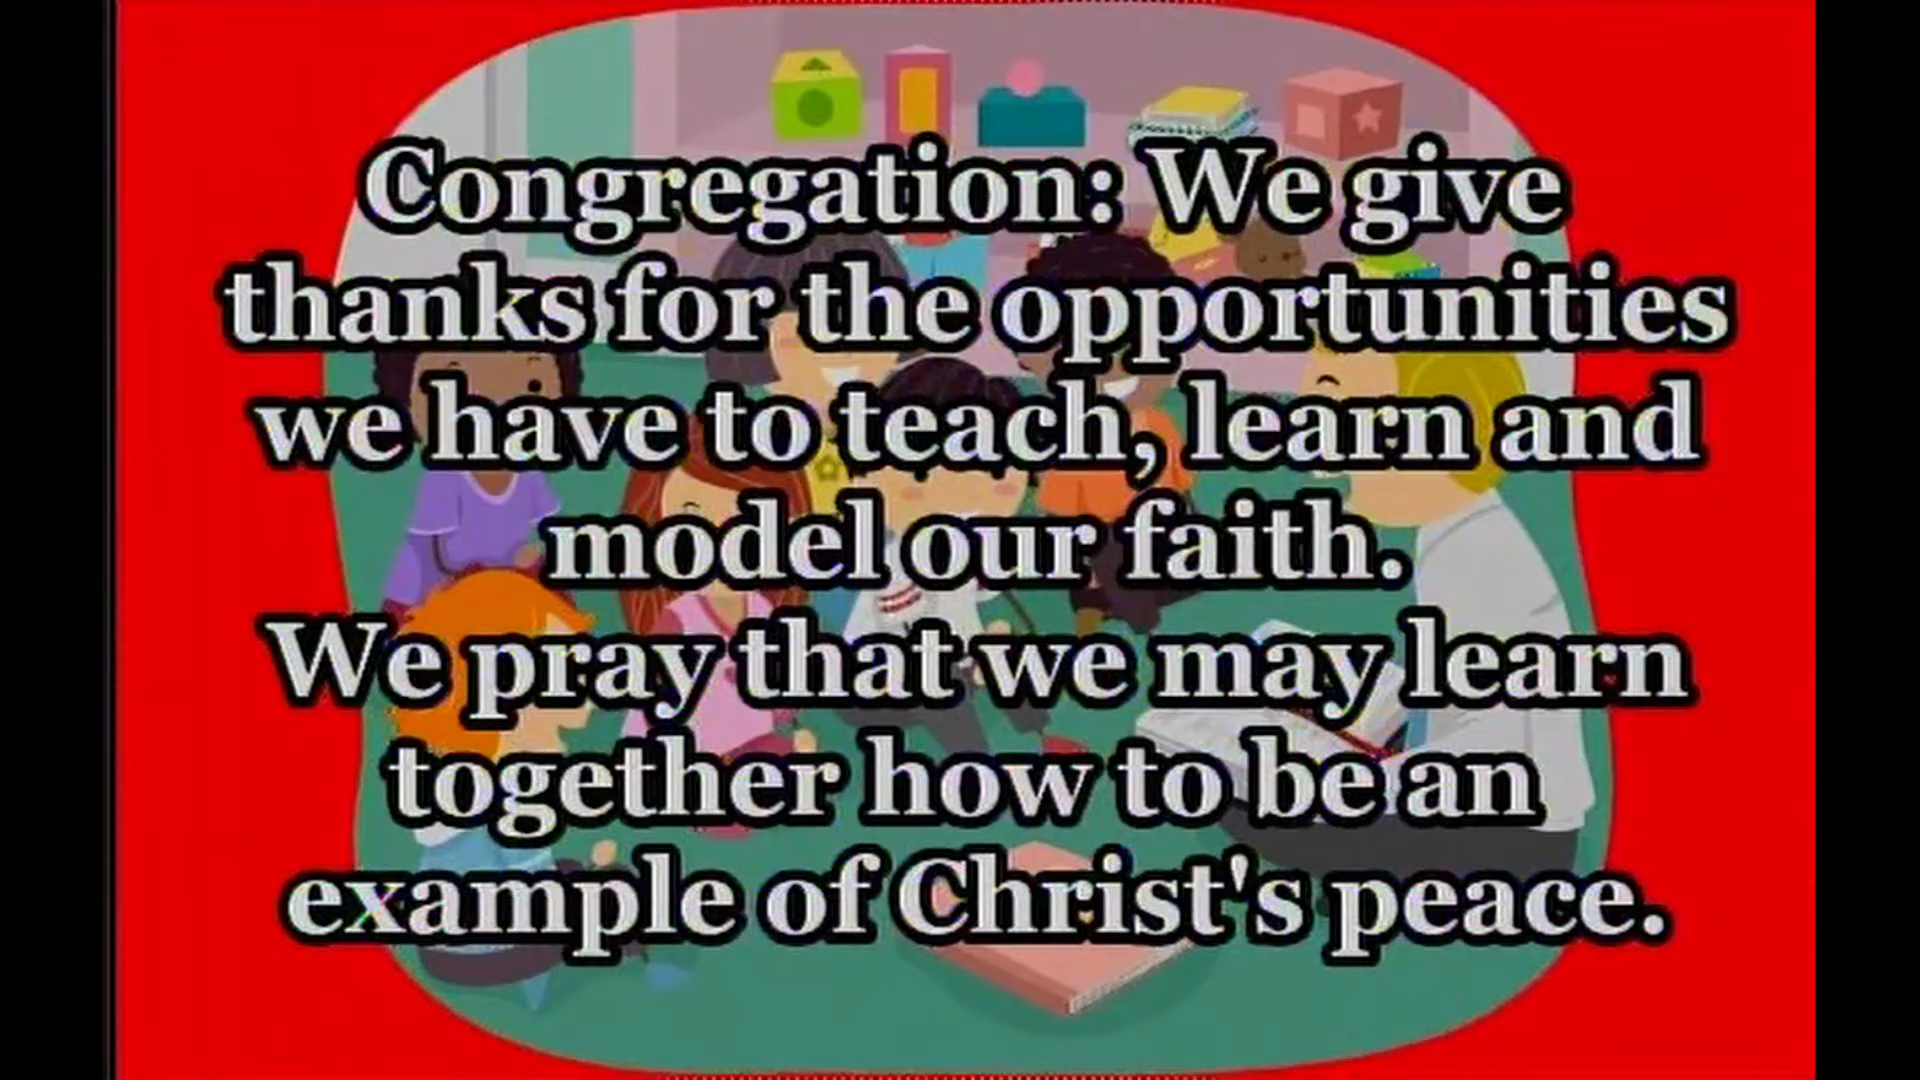 Congregation: We give
thanks for the opportunities
we have to teach, learn and
model our faith.
We pray that we may learn
together how to be an
example of Christ's peace.